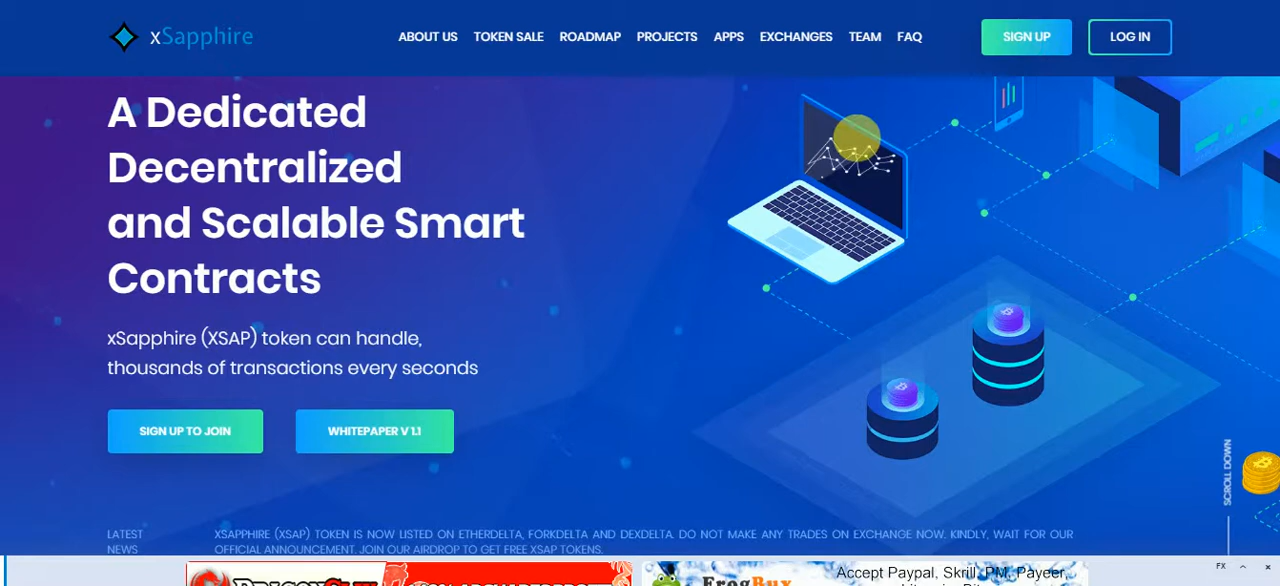 xSapphire
ABOUT US TOKEN SALE ROADMAP PROJECTS APPS EXCHANGES TEAM FAQ
SIGN UP LOG IN
A Dedicated
Decentralized
and Scalable Smart
Contracts
xSapphire (XSAP) token can handle,
thousands of transactions every seconds
SIGN UP TO JOIN WHITEPAPER V 1.1
SCROLL DOWN
LATEST NEWS
XSAPPHIRE (XSAP) TOKEN IS NOW LISTED ON ETHERDELTA, FORKDELTA AND DEXDELTA. DO NOT MAKE ANY TRADES ON EXCHANGE NOW. KINDLY, WAIT FOR OUR
OFFICIAL ANNOUNCEMENT. JOIN OUR AIRDROP TO GET FREE XSAP TOKENS.
FX
FrogBux
Accept Paypal, Skrill, PM, Payeer,